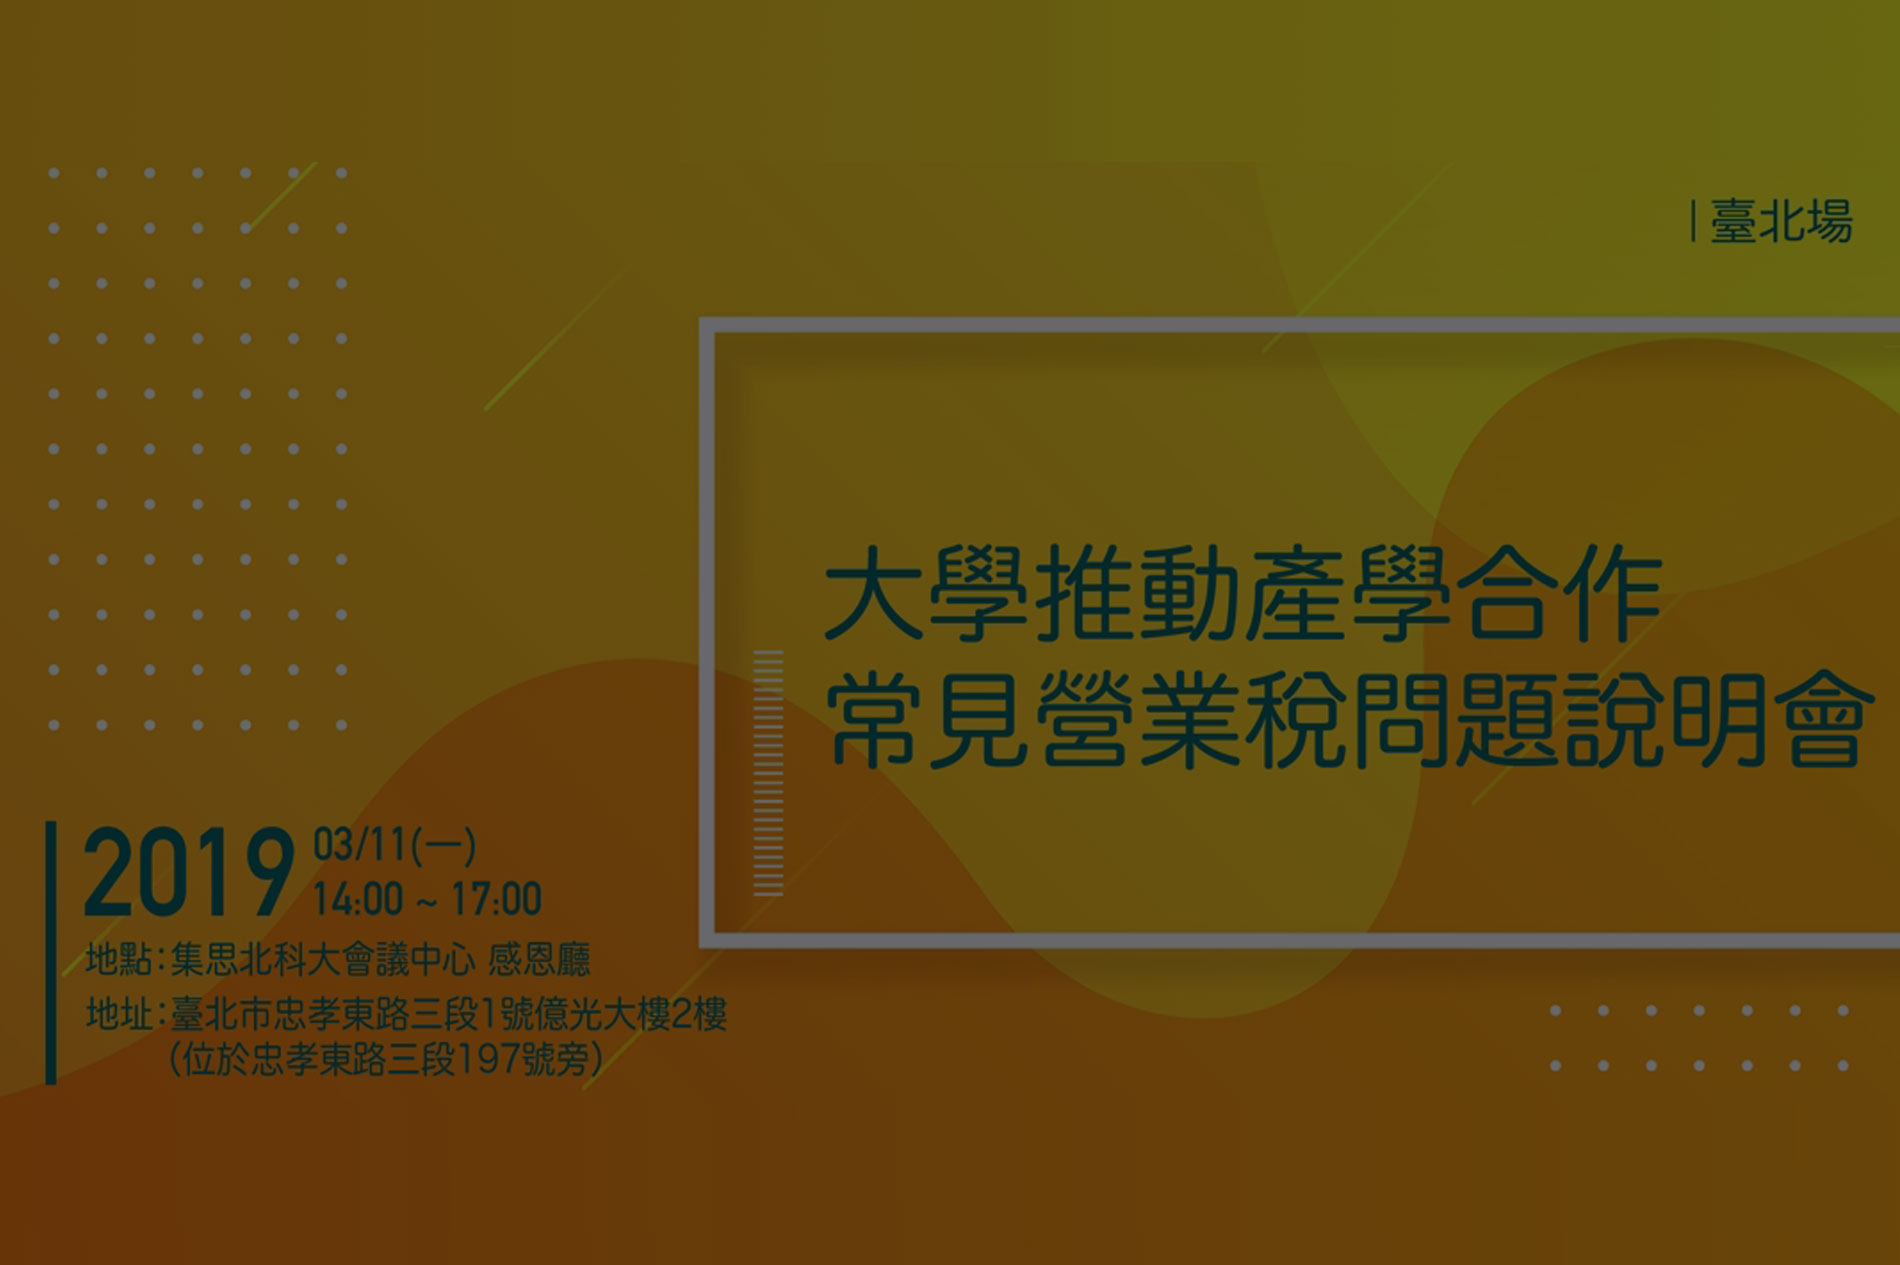 |臺北場
大學推動產學合作
常見營業稅問題說明會
2019 03/11(一)
14:00 ~ 17:00
地點:集思北科大會議中心 感恩廳
地址:臺北市忠孝東路三段1號億光大樓2樓
(位於忠孝東路三段197號旁)